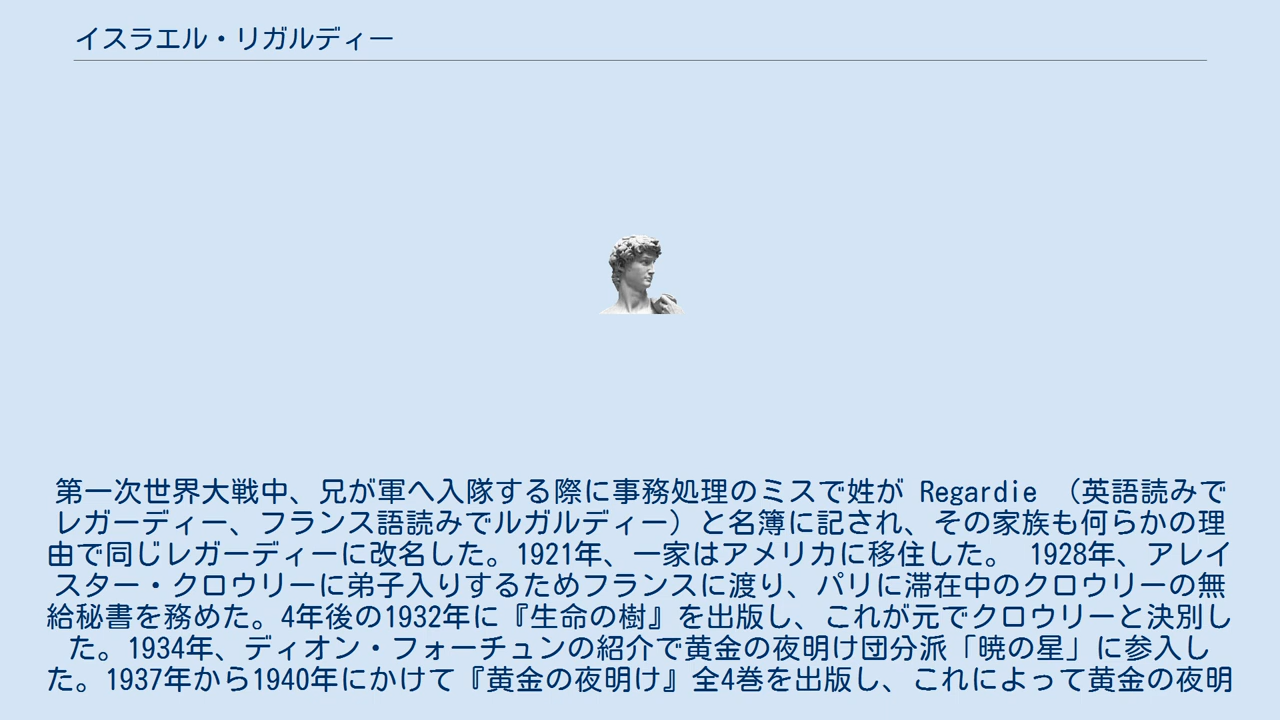 イスラエル・リガルディー
第一次世界大戦中、兄が軍へ入隊する際に事務処理のミスで姓が Regardie （英語読みで
レガーディー、フランス語読みでルガルディー）と名簿に記され、その家族も何らかの理
由で同じレガーディーに改名した。1921年、一家はアメリカに移住した。 1928年、アレイ
スター・クロウリーに弟子入りするためフランスに渡り、パリに滞在中のクロウリーの無
給秘書を務めた。4年後の1932年に『生命の樹』を出版し、これが元でクロウリーと決別し
た。1934年、ディオン・フォーチュンの紹介で黄金の夜明け団分派「暁の星」に参入し
た。1937年から1940年にかけて『黄金の夜明け』全4巻を出版し、これによって黄金の夜明